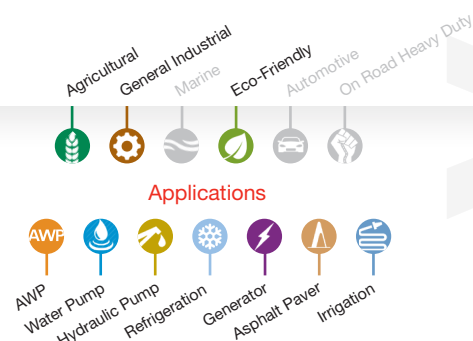 Agricultural
General Industrial
Marine
Eco-Friendly
Automotive
On Road Heavy Duty
Applications
AWP
AWP
Water Pump
Hydraulic Pump
Refrigeration
Generator
Asphalt Paver
Irrigation